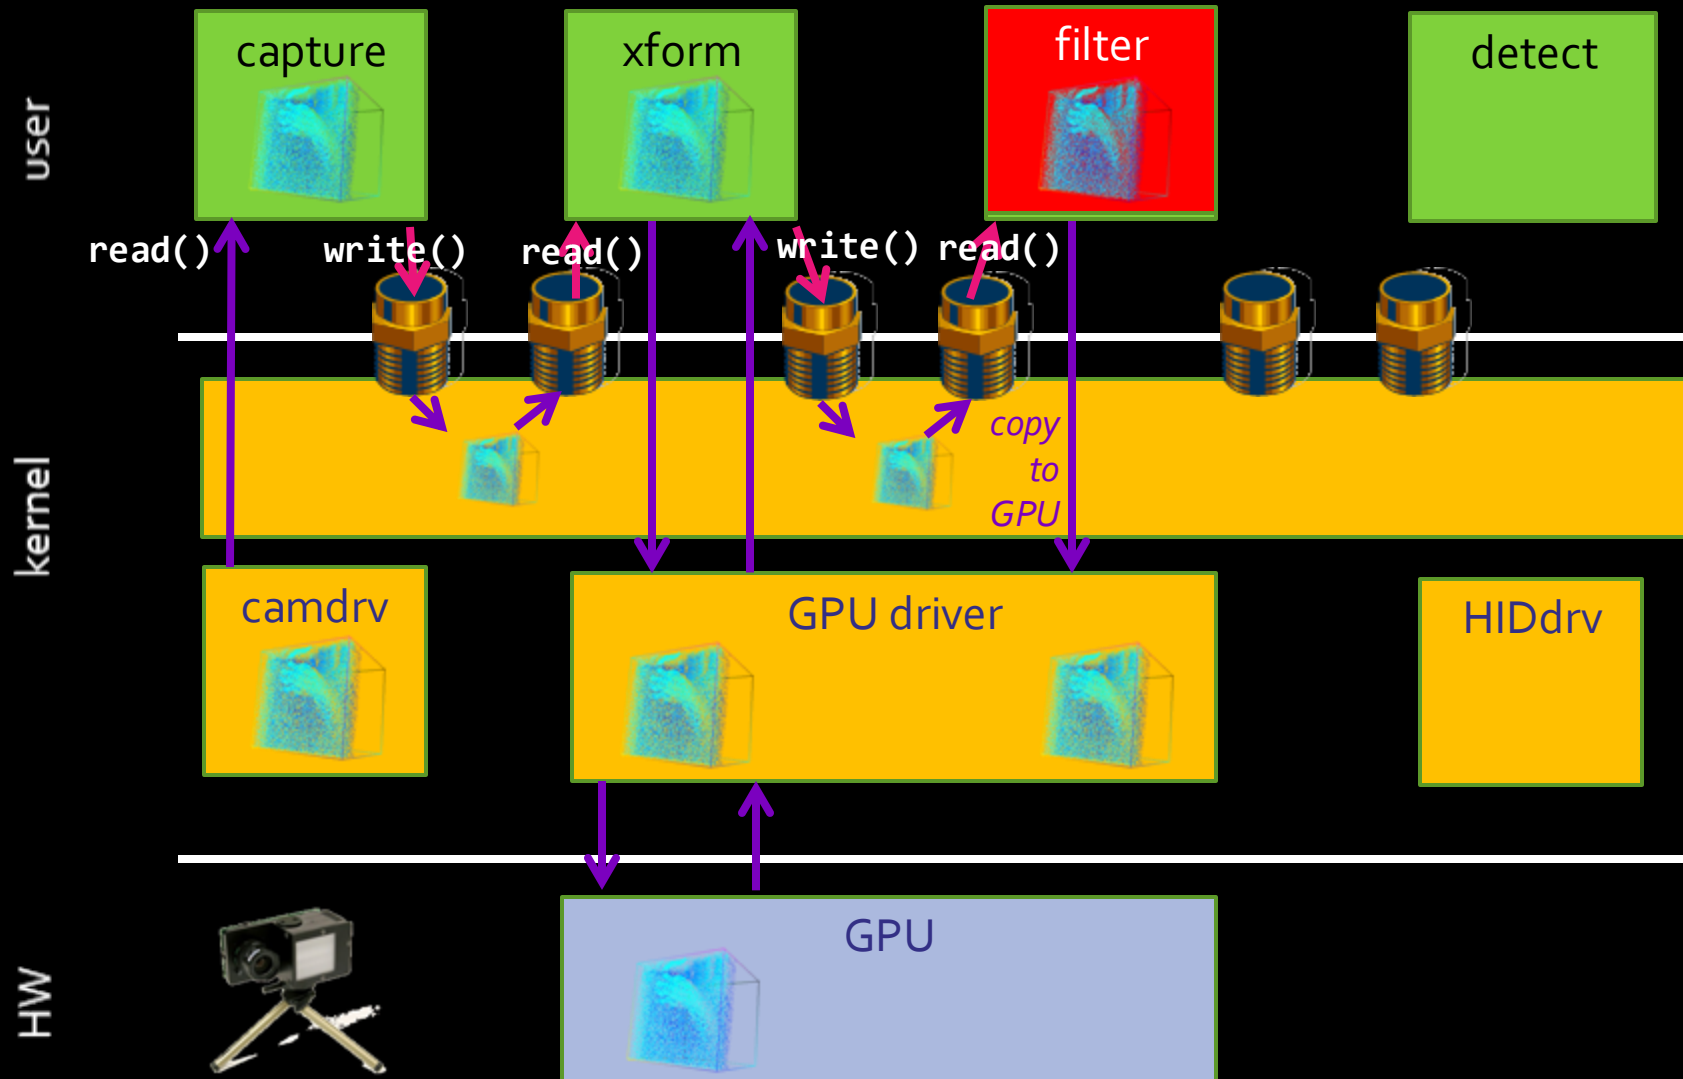 user
capture
xform
filter
detect
read()
write()
read()
write()
read()
kernel
copy
to
GPU
camdrv
GPU driver
HIDdrv
HW
GPU